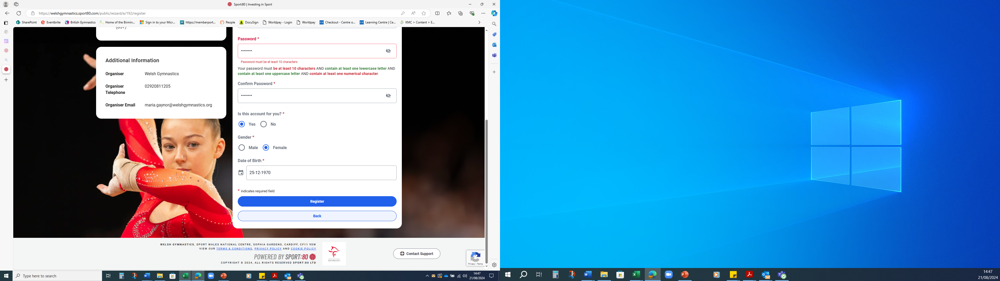 Sport:80 | Investing in Sport
https://welshgymnastics.sport80.com/public/wizard/e/192/register
SharePoint
Eventbrite
British Gymnastics
Home of the Birmin...
Sign in to your Micr...
https://memberport...
People
DocuSign
Worldpay - Login
Worldpay
Checkout - Centre o...
Learning Centre | Ce...
KMC > Content > E...
(BST)
Additional Information
Organiser Welsh Gymnastics
Organiser Telephone 02920811205
Organiser Email maria.gaynor@welshgymnastics.org
Password *
••••••••
Password must be at least 10 characters
Your password must be at least 10 characters AND contain at least one lowercase letter AND
contain at least one uppercase letter AND contain at least one numerical character.
Confirm Password *
••••••••
Is this account for you? *
Yes No
Gender *
Male Female
Date of Birth *
25-12-1970
* indicates required field
Register
Back
WELSH GYMNASTICS, SPORT WALES NATIONAL CENTRE, SOPHIA GARDENS, CARDIFF, CF11 9SW
VIEW OUR TERMS & CONDITIONS, PRIVACY POLICY AND COOKIE POLICY
POWERED BY SPORT:80
COPYRIGHT © 2024, ALL RIGHTS RESERVED SPORT:80 LTD
Contact Support
Privacy - Terms
Type here to search
14:47
21/08/2024
14:47
21/08/2024